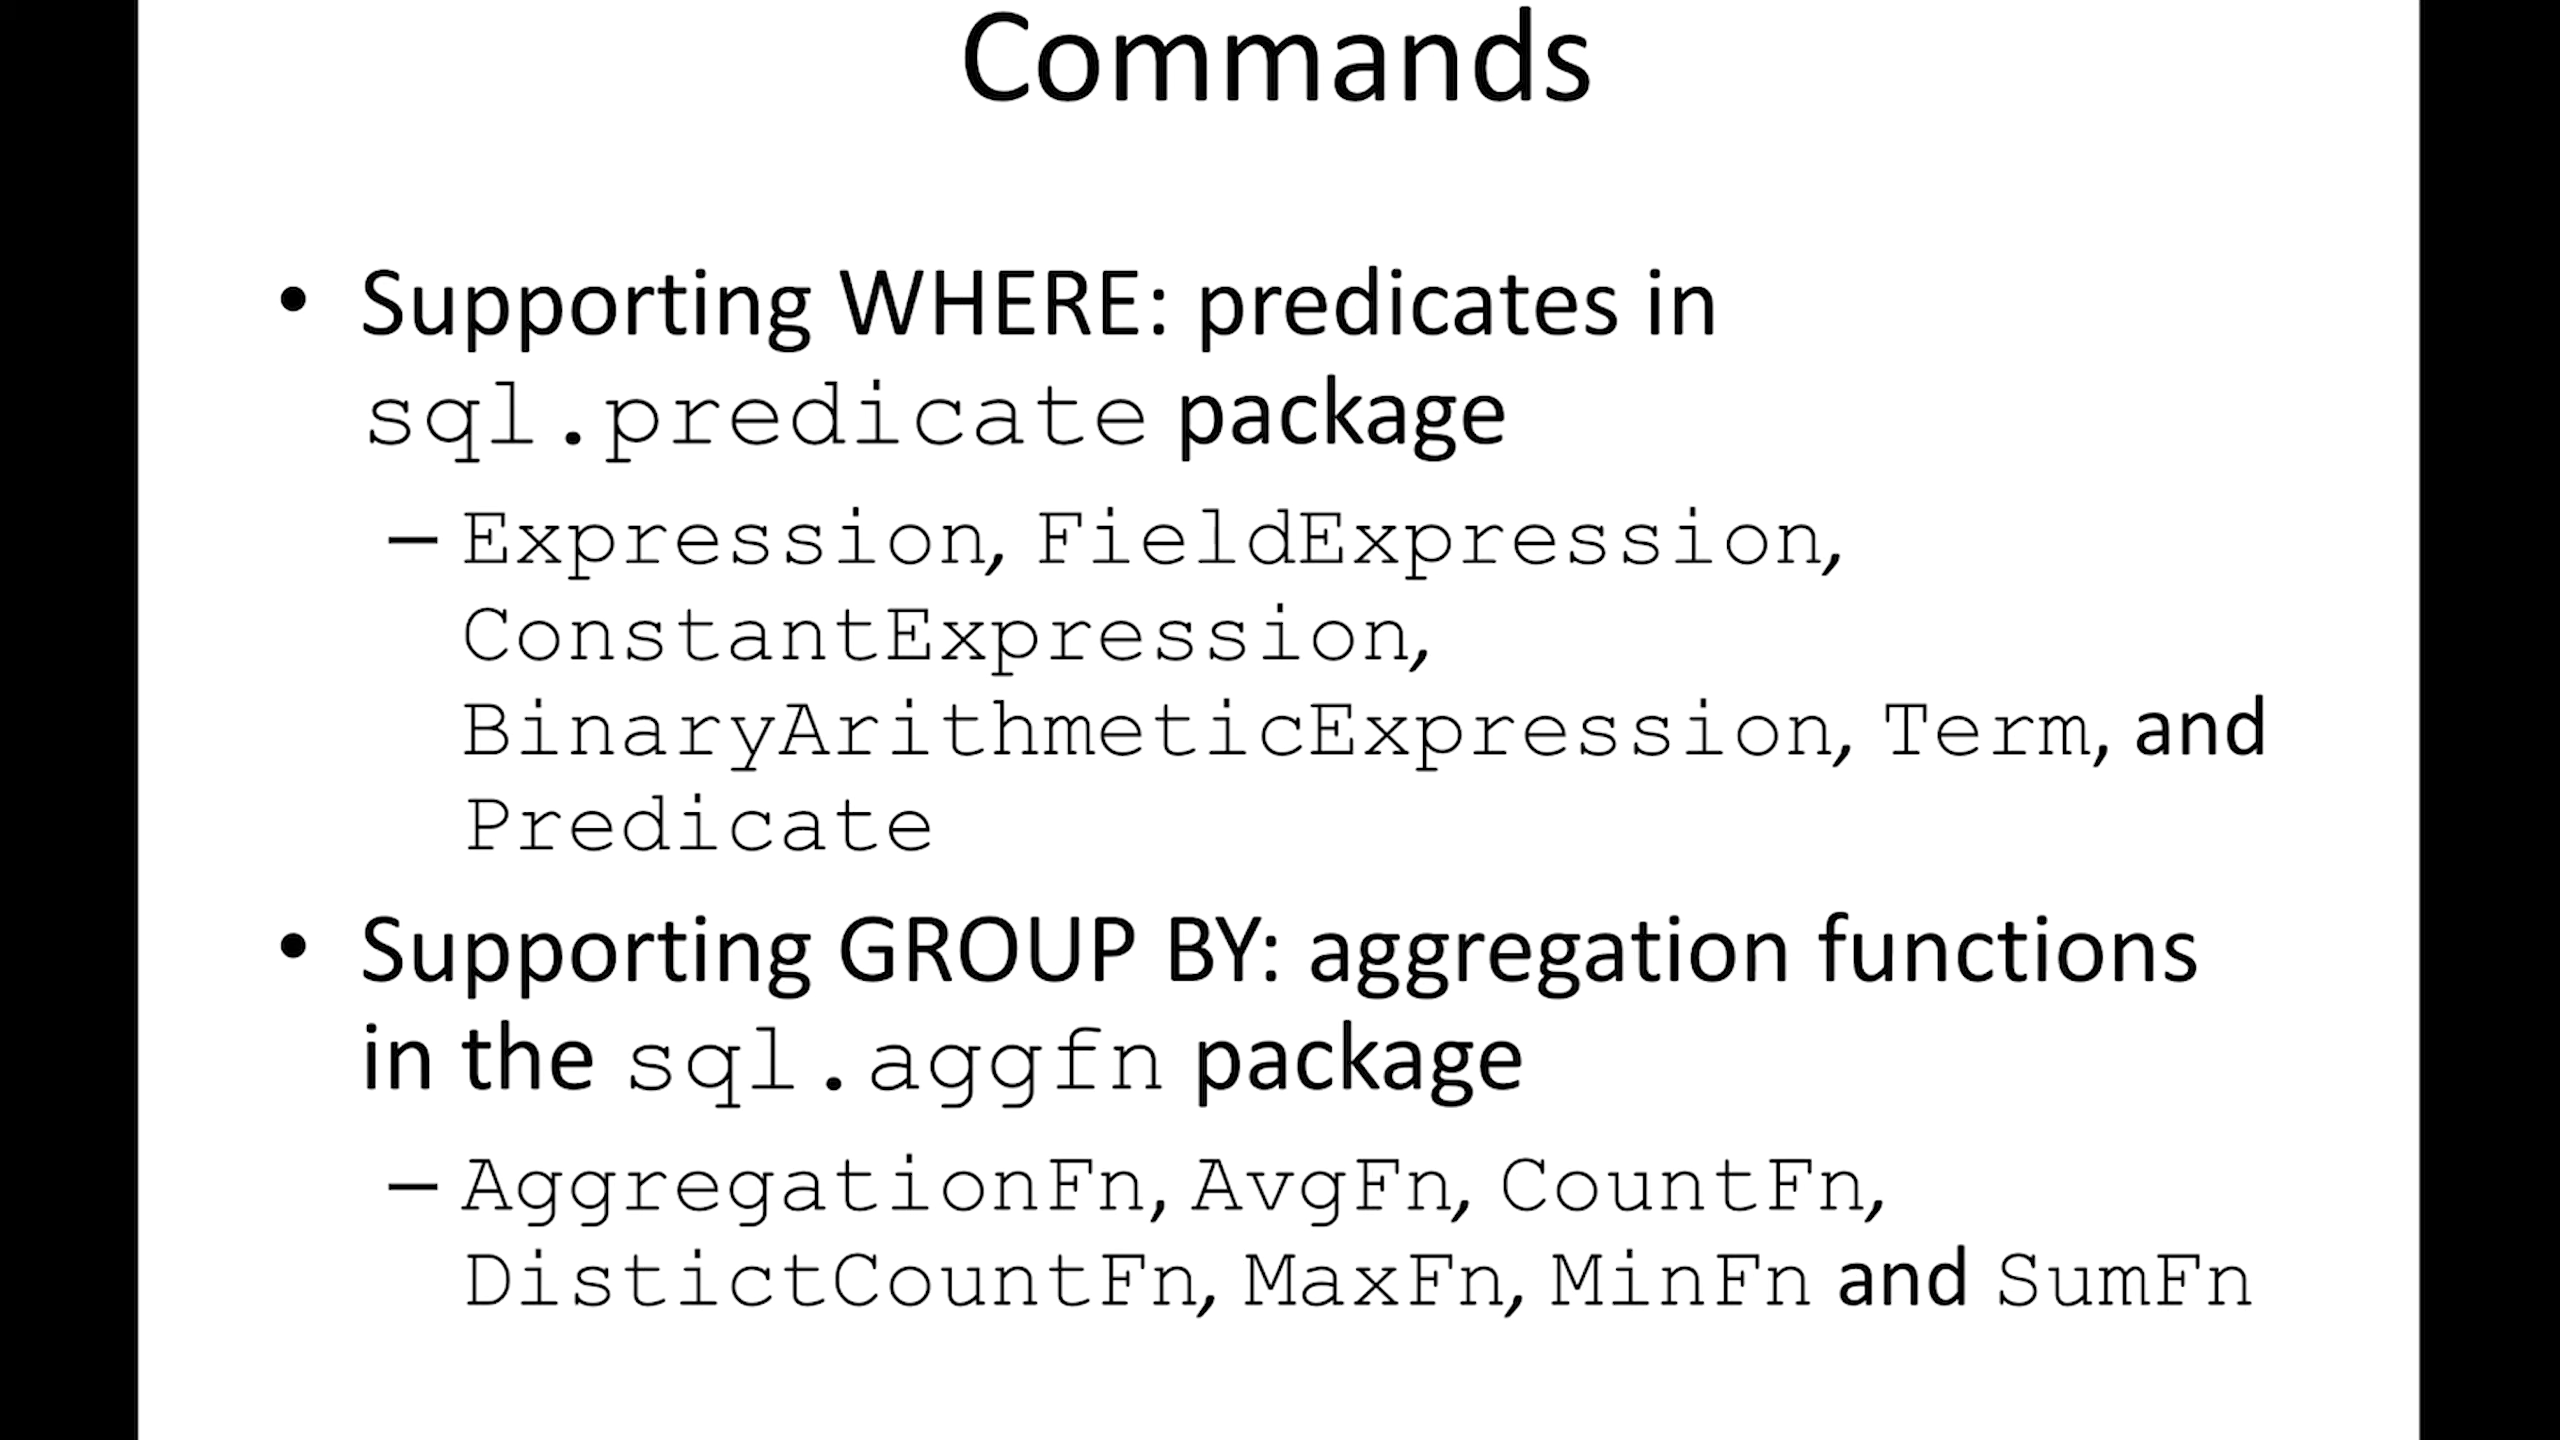 Commands
• Supporting WHERE: predicates in
sql.predicate package
– Expression, FieldExpression,
ConstantExpression,
BinaryArithmeticExpression, Term, and
Predicate
• Supporting GROUP BY: aggregation functions
in the sql.aggfn package
– AggregationFn, AvgFn, CountFn,
DistictCountFn, MaxFn, MinFn and SumFn